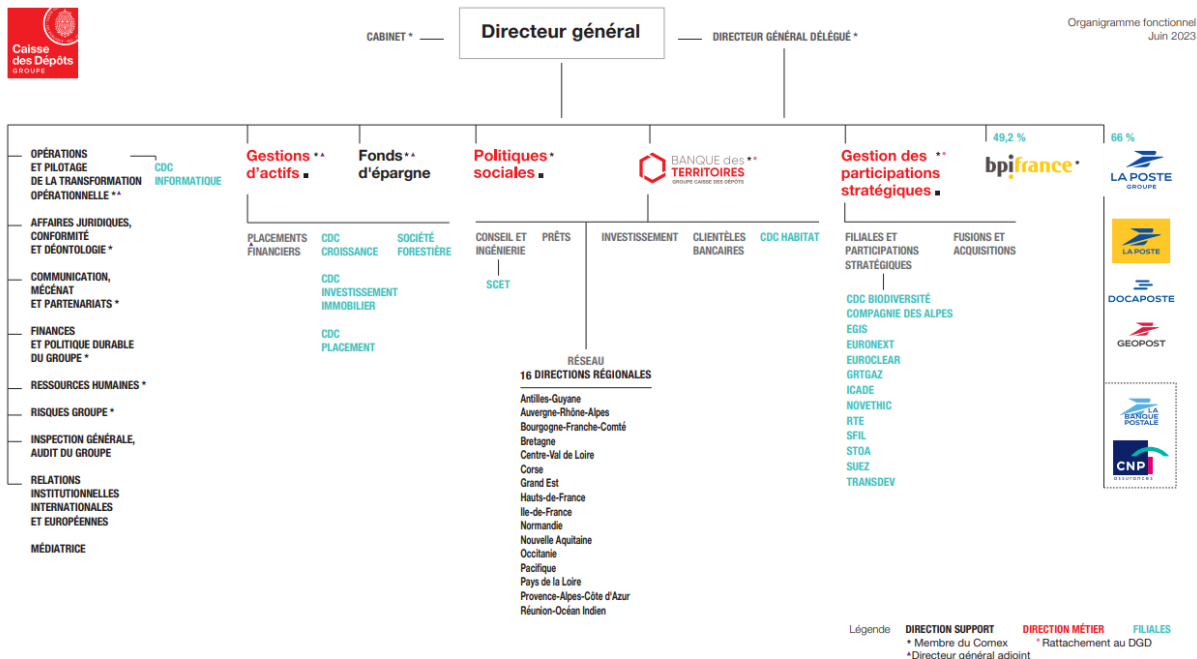 Caisse
des Dépôts
GROUPE
CABINET *
Directeur général
DIRECTEUR GÉNÉRAL DÉLÉGUÉ *
Organigramme fonctionnel
Juin 2023
OPÉRATIONS
ET PILOTAGE
DE LA TRANSFORMATION
OPÉRATIONNELLE *▲
CDC
INFORMATIQUE
AFFAIRES JURIDIQUES,
CONFORMITÉ
ET DÉONTOLOGIE *
COMMUNICATION,
MÉCÉNAT
ET PARTENARIATS *
FINANCES
ET POLITIQUE DURABLE
DU GROUPE *
RESSOURCES HUMAINES *
RISQUES GROUPE *
INSPECTION GÉNÉRALE,
AUDIT DU GROUPE
RELATIONS
INSTITUTIONNELLES
INTERNATIONALES
ET EUROPÉENNES
MÉDIATRICE
Gestions *▲
d'actifs ■
Fonds *▲
d'épargne
PLACEMENTS
FINANCIERS
CDC
CROISSANCE
CDC
INVESTISSEMENT
IMMOBILIER
CDC
PLACEMENT
SOCIÉTÉ
FORESTIÈRE
Politiques *
sociales ■
BANQUE des **
TERRITOIRES
GROUPE CAISSE DES DÉPÔTS
CONSEIL ET
INGÉNIERIE
SCET
PRÊTS
INVESTISSEMENT
CLIENTÈLES
BANCAIRES
CDC HABITAT
RÉSEAU
16 DIRECTIONS RÉGIONALES
Antilles-Guyane
Auvergne-Rhône-Alpes
Bourgogne-Franche-Comté
Bretagne
Centre-Val de Loire
Corse
Grand Est
Hauts-de-France
Ile-de-France
Normandie
Nouvelle Aquitaine
Occitanie
Pacifique
Pays de la Loire
Provence-Alpes-Côte d'Azur
Réunion-Océan Indien
Gestion des **
participations
stratégiques ■
FILIALES ET
PARTICIPATIONS
STRATÉGIQUES
CDC BIODIVERSITÉ
COMPAGNIE DES ALPES
EGIS
EURONEXT
EUROCLEAR
GRTGAZ
ICADE
NOVETHIC
RTE
SFIL
STOA
SUEZ
TRANSDEV
FUSIONS ET
ACQUISITIONS
49,2 %
bpifrance *
66 %
LA POSTE
GROUPE
LA POSTE
DOCAPOSTE
GEOPOST
LA
BANQUE
POSTALE
CNP
assurances
Légende DIRECTION SUPPORT DIRECTION MÉTIER FILIALES
* Membre du Comex * Rattachement au DGD
▲Directeur général adjoint